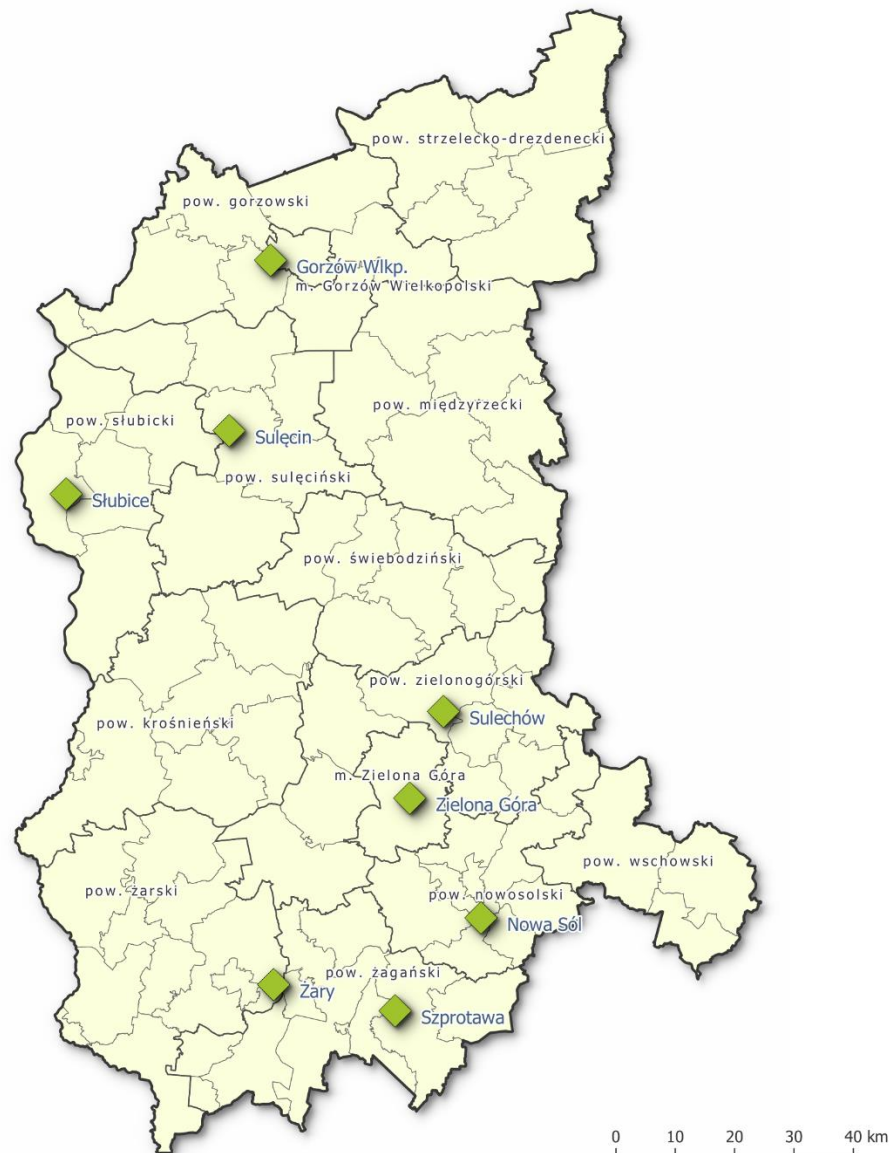 pow. strzelecko-drezdenecki
pow. gorzowski
Gorzów Wlkp.
m. Gorzów Wielkopolski
pow. międzyrzecki
pow. słubicki
Sulęcin
pow. sulęciński
Słubice
pow. świebodziński
pow. zielonogórski
Sulechów
pow. krośnieński
m. Zielona Góra
Zielona Góra
pow. wschowski
pow. żarski
pow. nowosolski
Nowa Sól
pow. żagański
Żary
Szprotawa
0 10 20 30 40 km